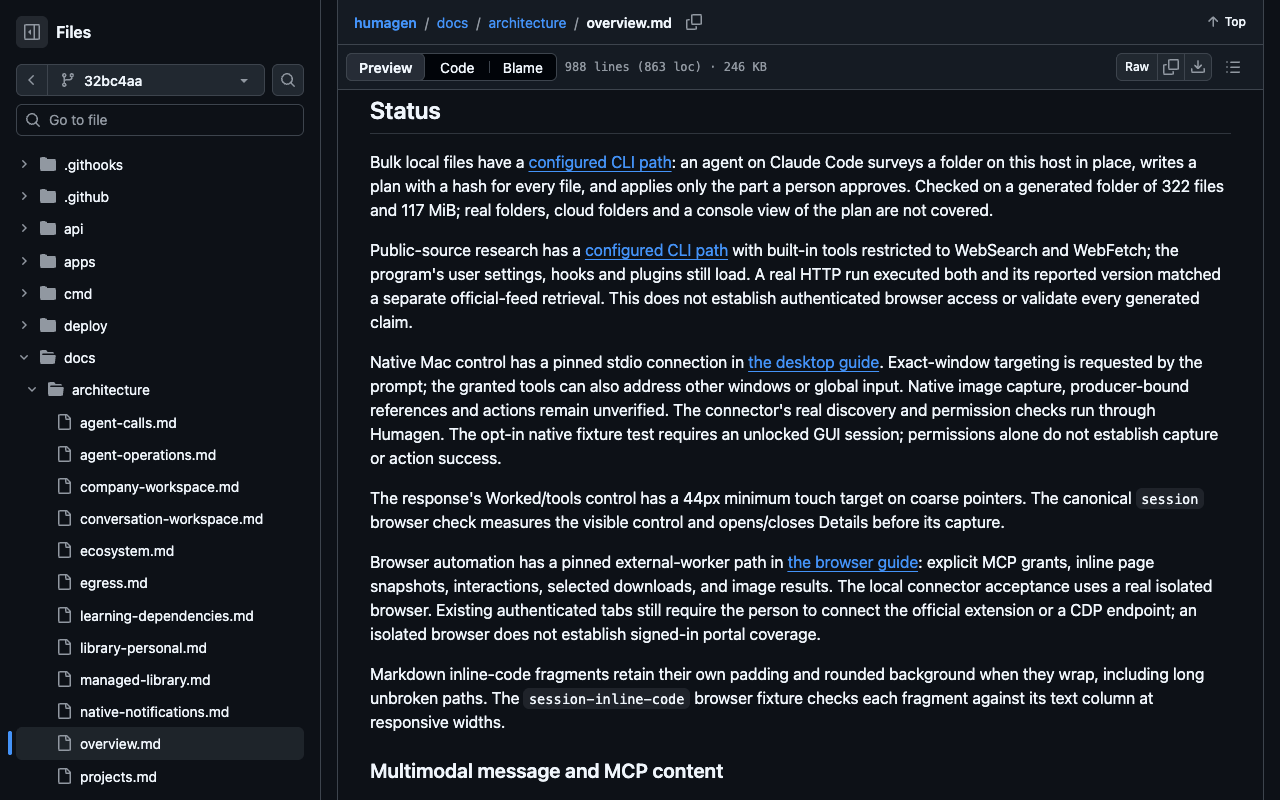 Files
humagen / docs / architecture / overview.md
Top
32bc4aa
Preview Code Blame 988 lines (863 loc) · 246 KB
Raw
Go to file
.githooks
.github
api
apps
cmd
deploy
docs
architecture
agent-calls.md
agent-operations.md
company-workspace.md
conversation-workspace.md
ecosystem.md
egress.md
learning-dependencies.md
library-personal.md
managed-library.md
native-notifications.md
overview.md
projects.md
Status
Bulk local files have a configured CLI path: an agent on Claude Code surveys a folder on this host in place, writes a
plan with a hash for every file, and applies only the part a person approves. Checked on a generated folder of 322 files
and 117 MiB; real folders, cloud folders and a console view of the plan are not covered.
Public-source research has a configured CLI path with built-in tools restricted to WebSearch and WebFetch; the
program's user settings, hooks and plugins still load. A real HTTP run executed both and its reported version matched
a separate official-feed retrieval. This does not establish authenticated browser access or validate every generated
claim.
Native Mac control has a pinned stdio connection in the desktop guide. Exact-window targeting is requested by the
prompt; the granted tools can also address other windows or global input. Native image capture, producer-bound
references and actions remain unverified. The connector's real discovery and permission checks run through
Humagen. The opt-in native fixture test requires an unlocked GUI session; permissions alone do not establish capture
or action success.
The response's Worked/tools control has a 44px minimum touch target on coarse pointers. The canonical session
browser check measures the visible control and opens/closes Details before its capture.
Browser automation has a pinned external-worker path in the browser guide: explicit MCP grants, inline page
snapshots, interactions, selected downloads, and image results. The local connector acceptance uses a real isolated
browser. Existing authenticated tabs still require the person to connect the official extension or a CDP endpoint; an
isolated browser does not establish signed-in portal coverage.
Markdown inline-code fragments retain their own padding and rounded background when they wrap, including long
unbroken paths. The session-inline-code browser fixture checks each fragment against its text column at
responsive widths.
Multimodal message and MCP content